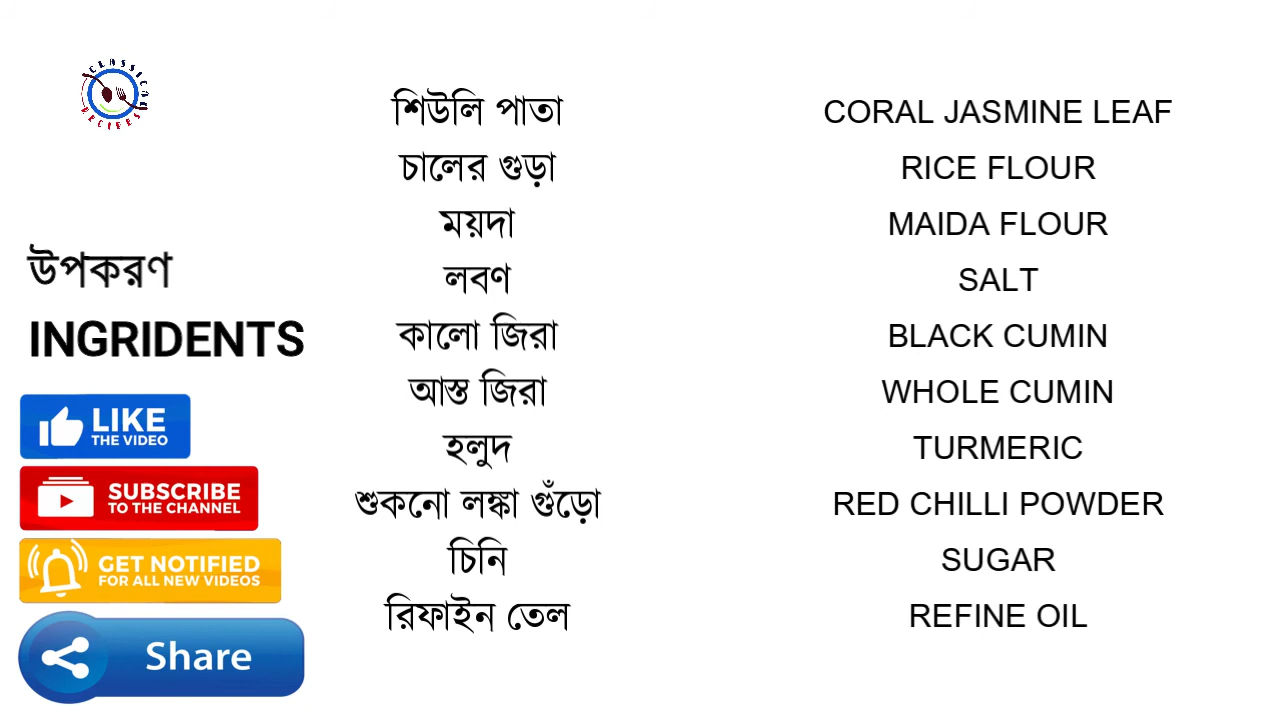 CLASSICAL RECIPES
শিউলি পাতা CORAL JASMINE LEAF
চালের গুড়া RICE FLOUR
ময়দা MAIDA FLOUR
লবণ SALT
কালো জিরা BLACK CUMIN
আস্ত জিরা WHOLE CUMIN
হলুদ TURMERIC
শুকনো লঙ্কা গুঁড়ো RED CHILLI POWDER
চিনি SUGAR
রিফাইন তেল REFINE OIL
উপকরণ
INGRIDENTS
LIKE
THE VIDEO
SUBSCRIBE
TO THE CHANNEL
GET NOTIFIED
FOR ALL NEW VIDEOS
Share